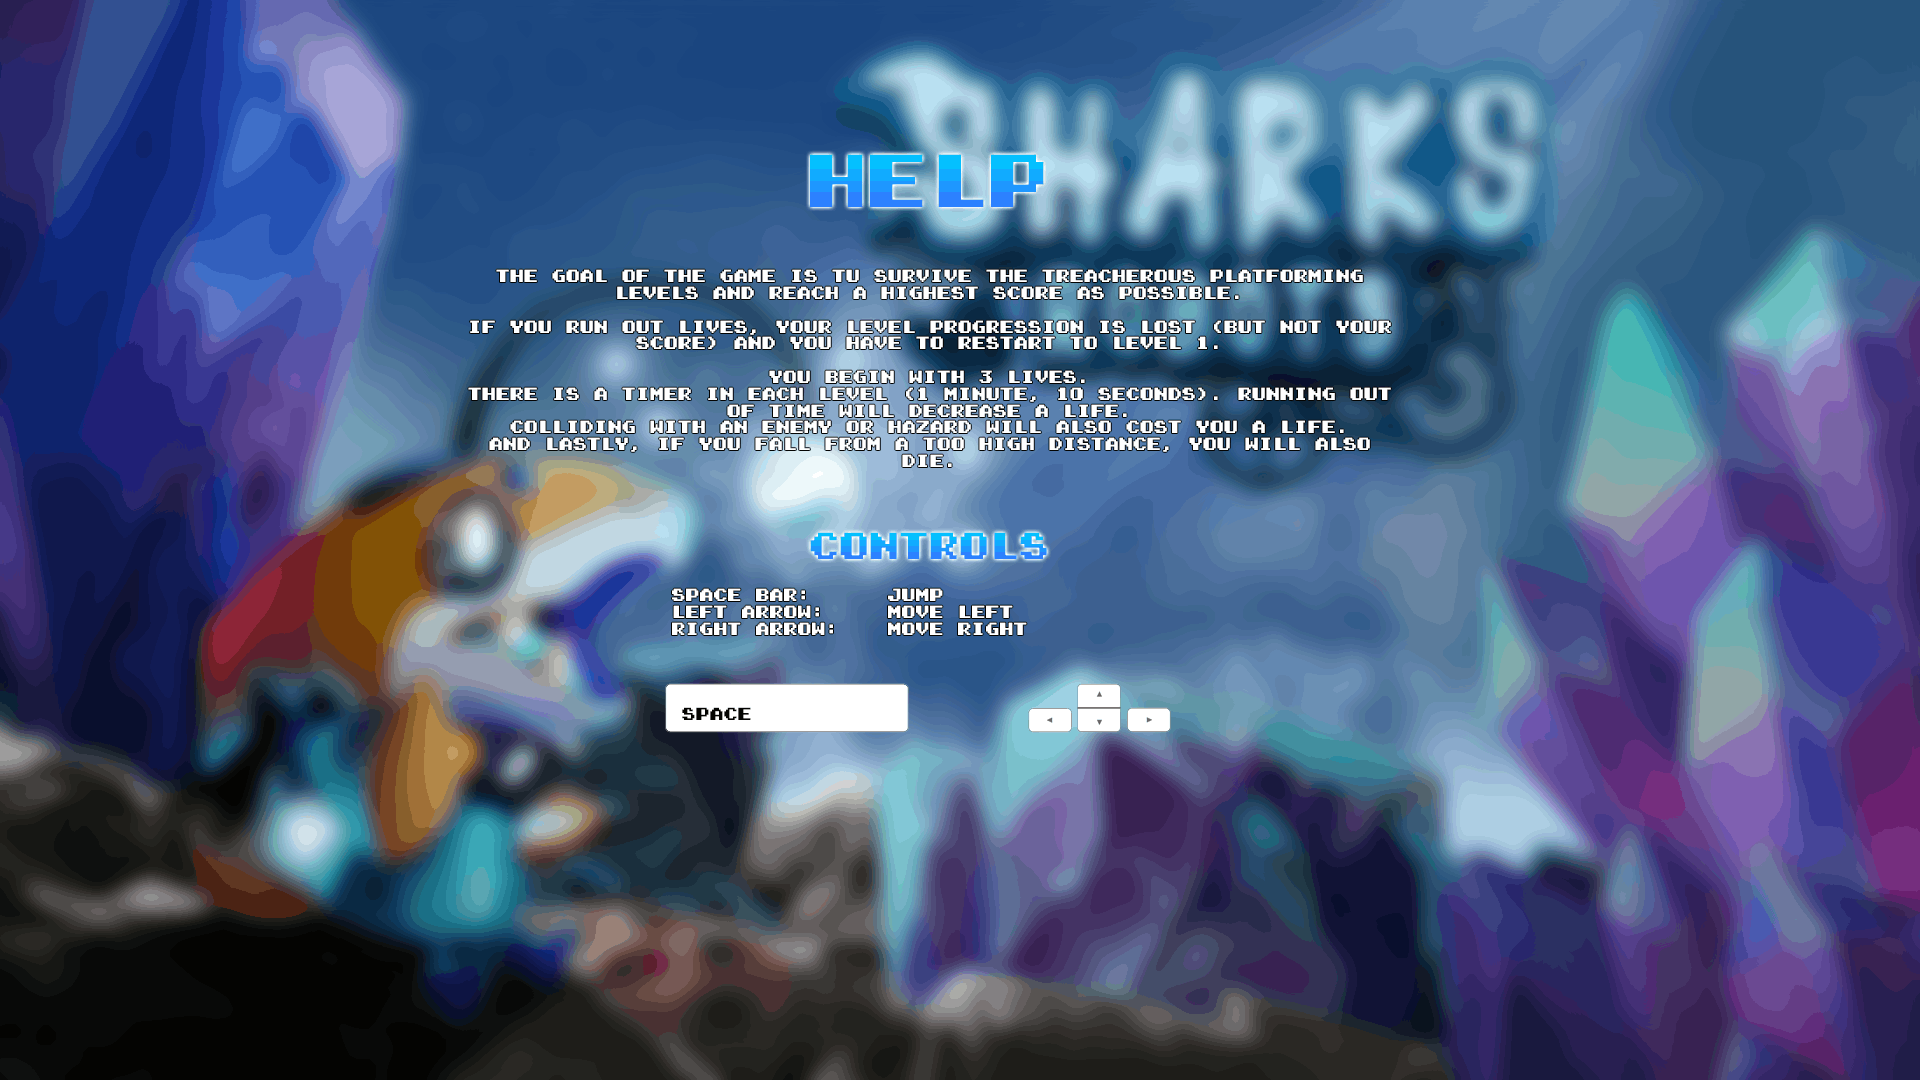 SHARKS
HELP
THE GOAL OF THE GAME IS TU SURVIVE THE TREACHEROUS PLATFORMING
LEVELS AND REACH A HIGHEST SCORE AS POSSIBLE.
IF YOU RUN OUT LIVES, YOUR LEVEL PROGRESSION IS LOST (BUT NOT YOUR
SCORE) AND YOU HAVE TO RESTART TO LEVEL 1.
YOU BEGIN WITH 3 LIVES.
THERE IS A TIMER IN EACH LEVEL (1 MINUTE, 10 SECONDS). RUNNING OUT
OF TIME WILL DECREASE A LIFE.
COLLIDING WITH AN ENEMY OR HAZARD WILL ALSO COST YOU A LIFE.
AND LASTLY, IF YOU FALL FROM A TOO HIGH DISTANCE, YOU WILL ALSO
DIE.
CONTROLS
SPACE BAR: JUMP
LEFT ARROW: MOVE LEFT
RIGHT ARROW: MOVE RIGHT
SPACE